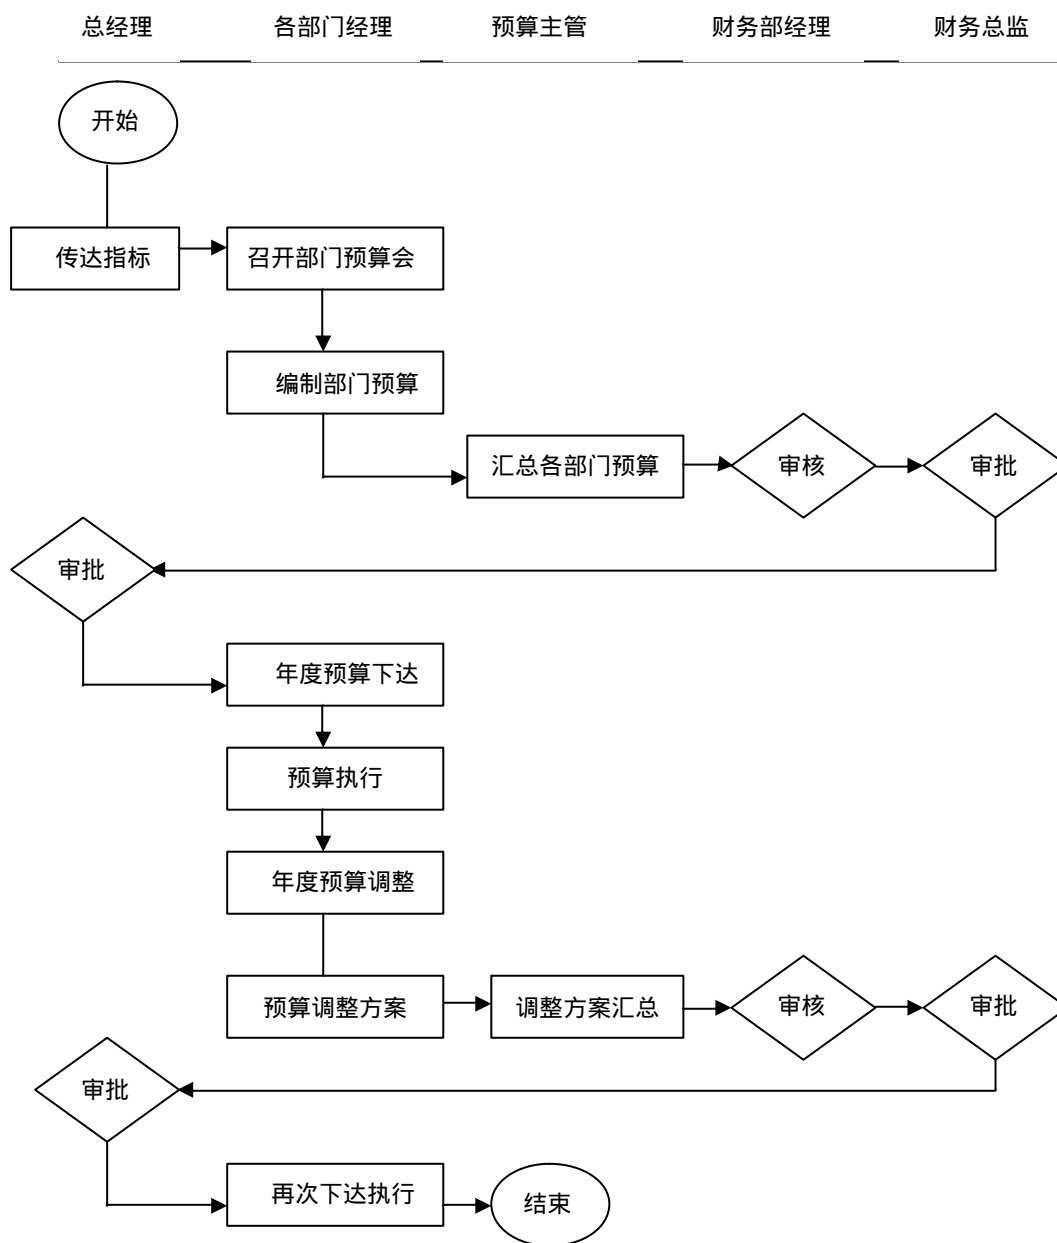 总经理
各部门经理
预算主管
财务部经理
财务总监
开始
传达指标
召开部门预算会
编制部门预算
汇总各部门预算
审核
审批
审批
年度预算下达
预算执行
年度预算调整
预算调整方案
调整方案汇总
审核
审批
审批
再次下达执行
结束